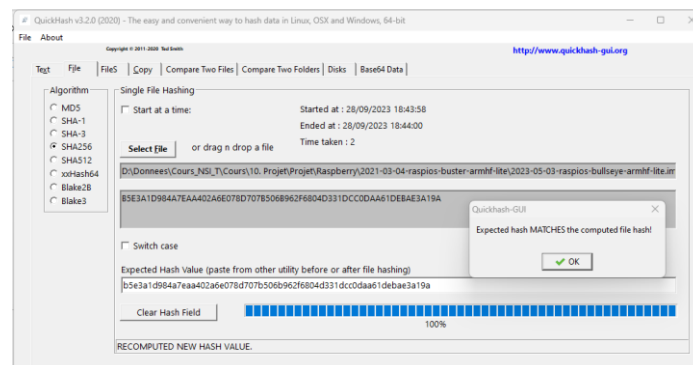 QuickHash v3.2.0 (2020) - The easy and convenient way to hash data in Linux, OSX and Windows, 64-bit
File About
Copyright © 2011-2020 Ted Smith
http://www.quickhash-gui.org
Text File FileS Copy Compare Two Files Compare Two Folders Disks Base64 Data
Algorithm
MD5
SHA-1
SHA-3
SHA256
SHA512
xxHash64
Blake2B
Blake3
Single File Hashing
Start at a time:
Started at : 28/09/2023 18:43:58
Ended at : 28/09/2023 18:44:00
Select File or drag n drop a file
Time taken : 2
D:\Donnees\Cours_NSI_T\Cours\10. Projet\Projet\Raspberry\2021-03-04-raspios-buster-armhf-lite\2023-05-03-raspios-bullseye-armhf-lite.im
B5E3A1D984A7EAA402A6E078D707B506B962F6804D331DCC0DAA61DEBAE3A19A
Quickhash-GUI
Expected hash MATCHES the computed file hash!
OK
Switch case
Expected Hash Value (paste from other utility before or after file hashing)
b5e3a1d984a7eaa402a6e078d707b506b962f6804d331dcc0daa61debae3a19a
Clear Hash Field
100%
RECOMPUTED NEW HASH VALUE.